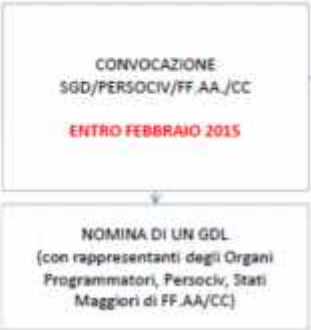 CONVOCAZIONE
SGD/PERSOCIV/FF.AA./CC
ENTRO FEBBRAIO 2015
NOMINA DI UN GDL
(con rappresentanti degli Organi
Programmatori, Persociv, Stati
Maggiori di FF.AA/CC)